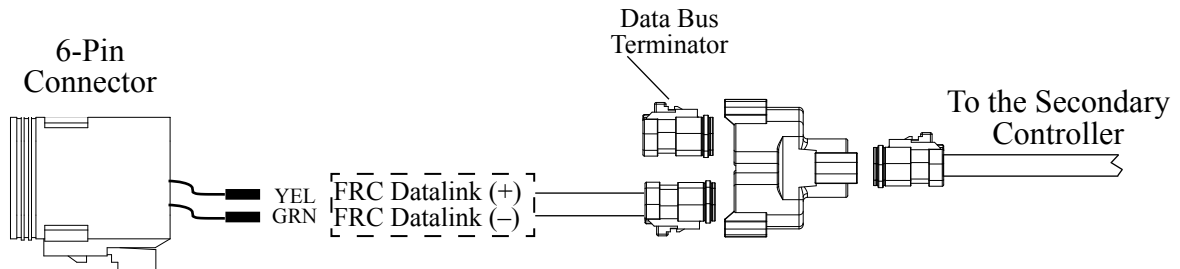 Data Bus
Terminator
6-Pin
Connector
To the Secondary
Controller
YEL FRC Datalink (+)
GRN FRC Datalink (–)